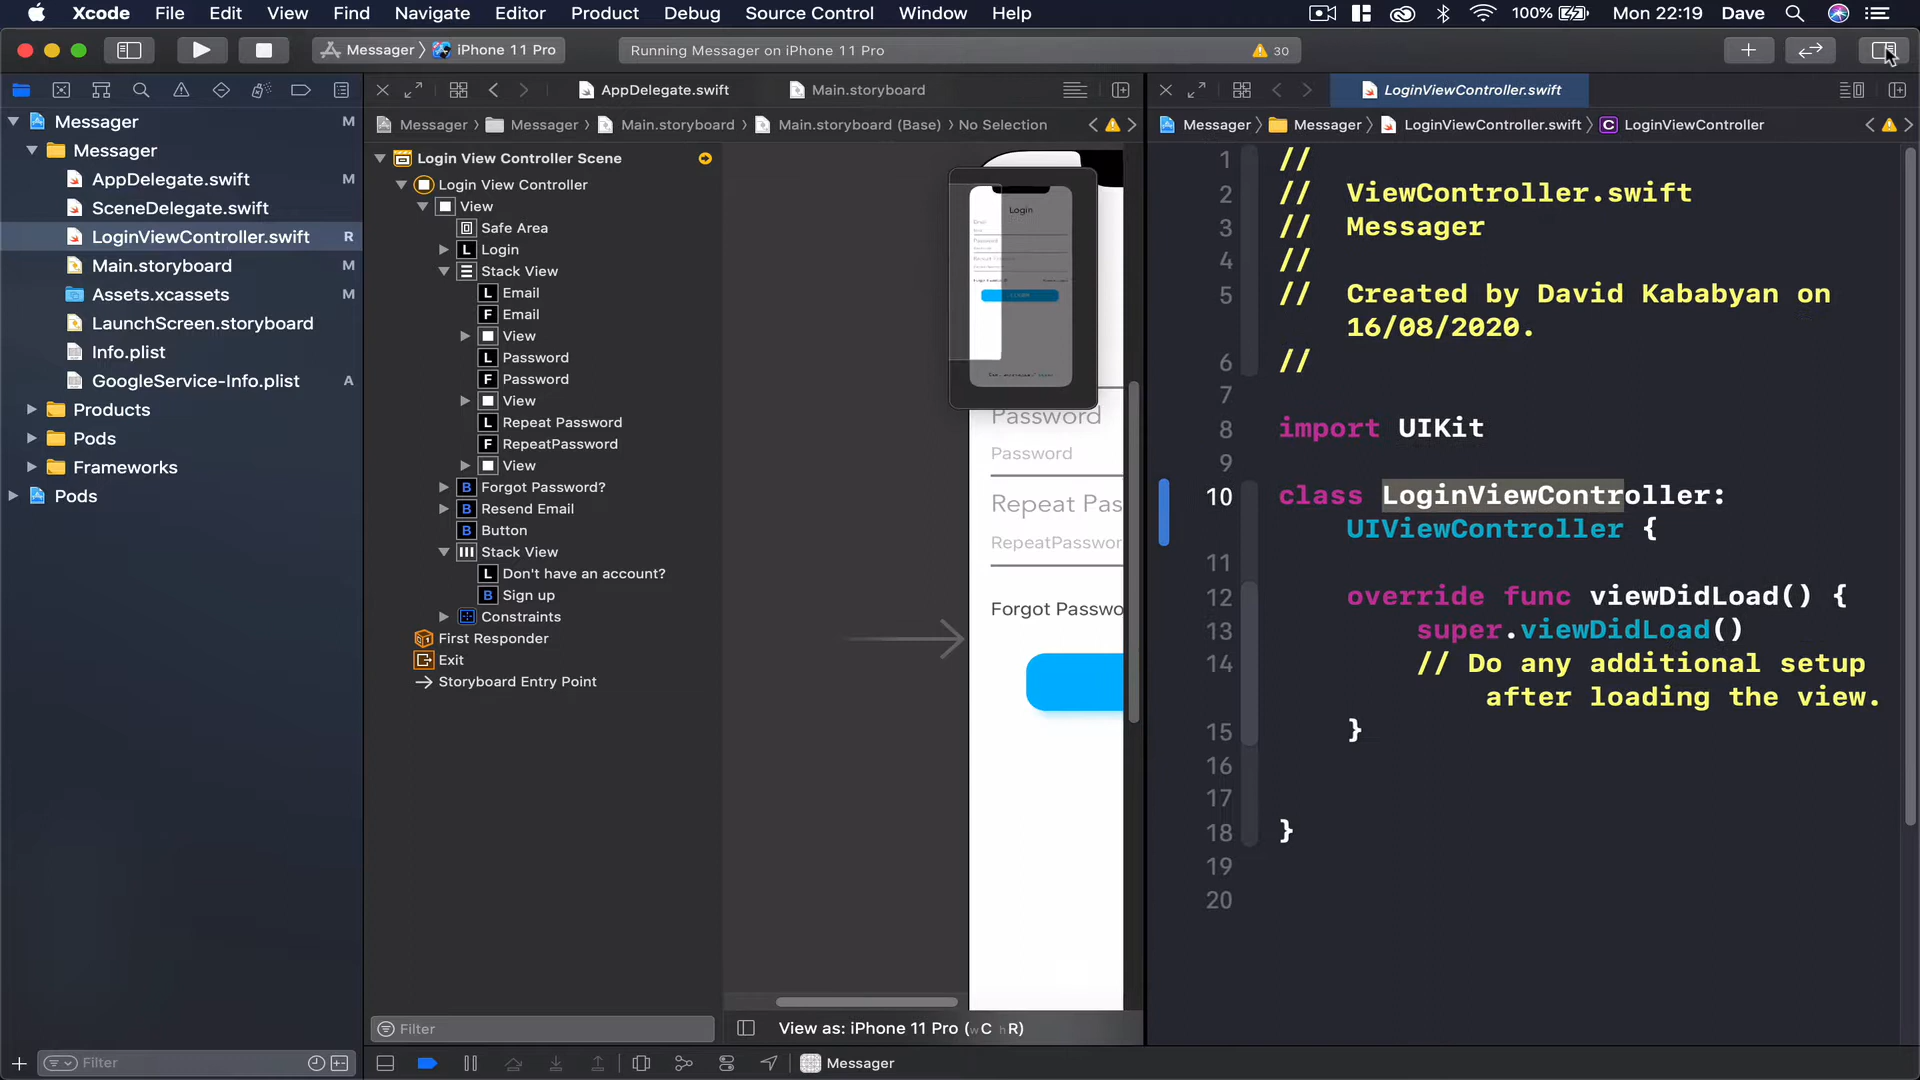 Xcode File Edit View Find Navigate Editor Product Debug Source Control Window Help 100% Mon 22:19 Dave
Messager iPhone 11 Pro Running Messager on iPhone 11 Pro 30
AppDelegate.swift Main.storyboard LoginViewController.swift
Messager Messager Main.storyboard Main.storyboard (Base) No Selection
Messager Messager LoginViewController.swift C LoginViewController
Messager M
Messager
AppDelegate.swift M
SceneDelegate.swift
LoginViewController.swift R
Main.storyboard M
Assets.xcassets M
LaunchScreen.storyboard
Info.plist
GoogleService-Info.plist A
Products
Pods
Frameworks
Pods
Filter
Login View Controller Scene
Login View Controller
View
Safe Area
L Login
Stack View
L Email
F Email
View
L Password
F Password
View
L Repeat Password
F RepeatPassword
View
B Forgot Password?
B Resend Email
B Button
Stack View
L Don't have an account?
B Sign up
Constraints
First Responder
Exit
Storyboard Entry Point
Filter
Login
Password
Password
Repeat Pas
RepeatPasswor
Forgot Passwo
View as: iPhone 11 Pro (wC hR)
Messager
1 //
2 // ViewController.swift
3 // Messager
4 //
5 // Created by David Kababyan on
16/08/2020.
6 //
7
8 import UIKit
9
10 class LoginViewController:
UIViewController {
11
12 override func viewDidLoad() {
13 super.viewDidLoad()
14 // Do any additional setup
after loading the view.
15 }
16
17
18 }
19
20